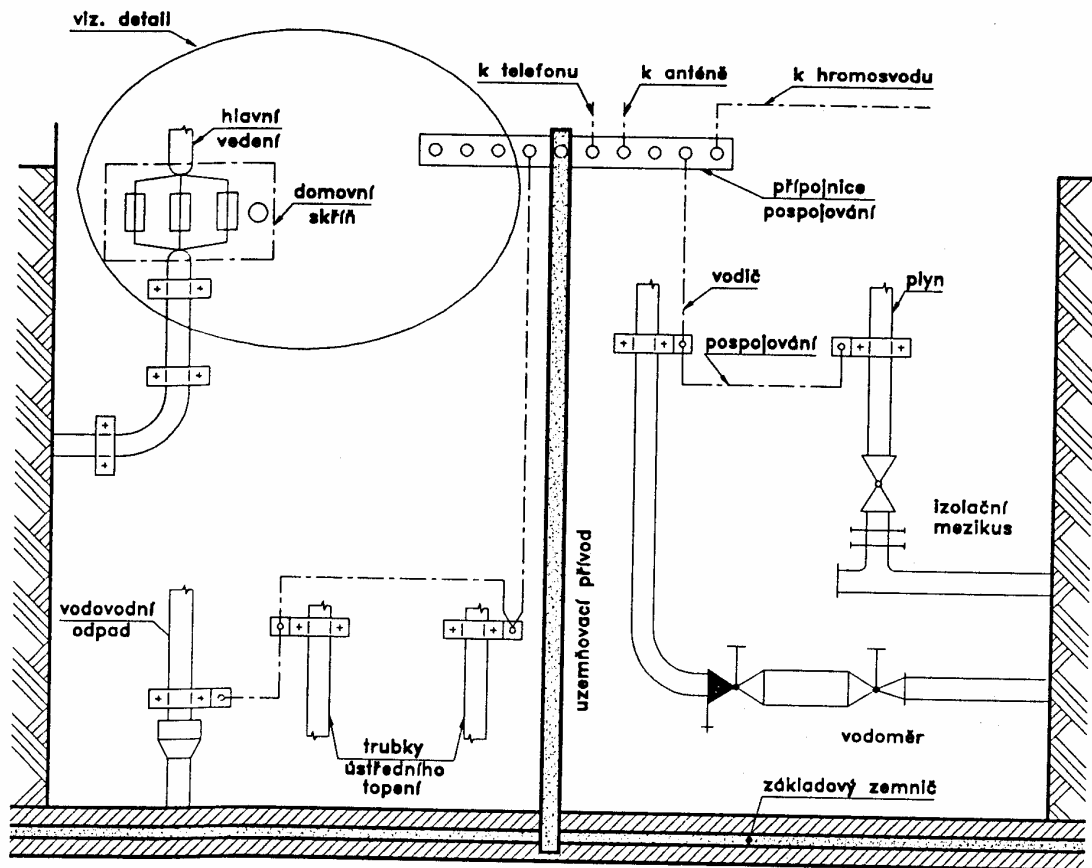 viz. detail
k telefonu
k anténě
k hromosvodu
hlavní
vedení
domovní
skříň
přípojnice
pospojování
vodič
plyn
pospojování
izolační
mezikus
uzemňovací přívod
vodovodní
odpad
trubky
ústředního
topení
vodoměr
základový zemnič